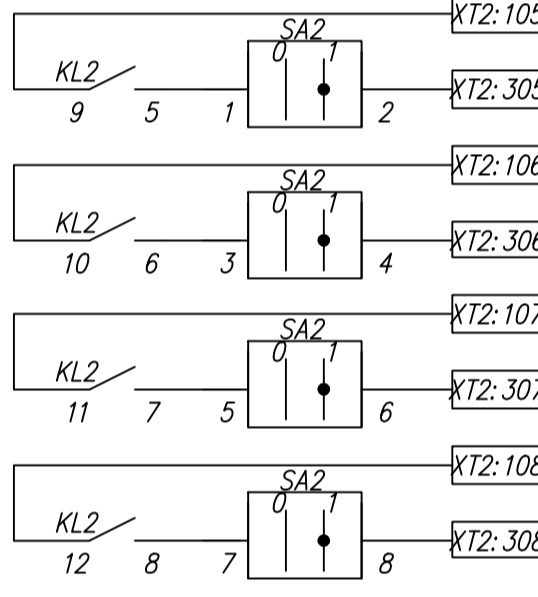 XT2:105
SA2
0 1
KL2
XT2:305
9 5 1 2
XT2:106
SA2
0 1
KL2
XT2:306
10 6 3 4
XT2:107
SA2
0 1
KL2
XT2:307
11 7 5 6
XT2:108
SA2
0 1
KL2
XT2:308
12 8 7 8